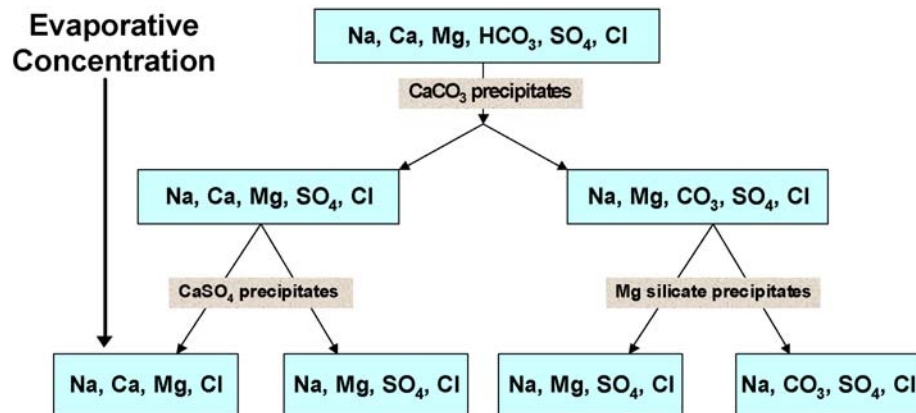 Evaporative
Concentration
Na, Ca, Mg, HCO₃, SO₄, Cl
CaCO₃ precipitates
Na, Ca, Mg, SO₄, Cl
Na, Mg, CO₃, SO₄, Cl
CaSO₄ precipitates
Mg silicate precipitates
Na, Ca, Mg, Cl
Na, Mg, SO₄, Cl
Na, Mg, SO₄, Cl
Na, CO₃, SO₄, Cl